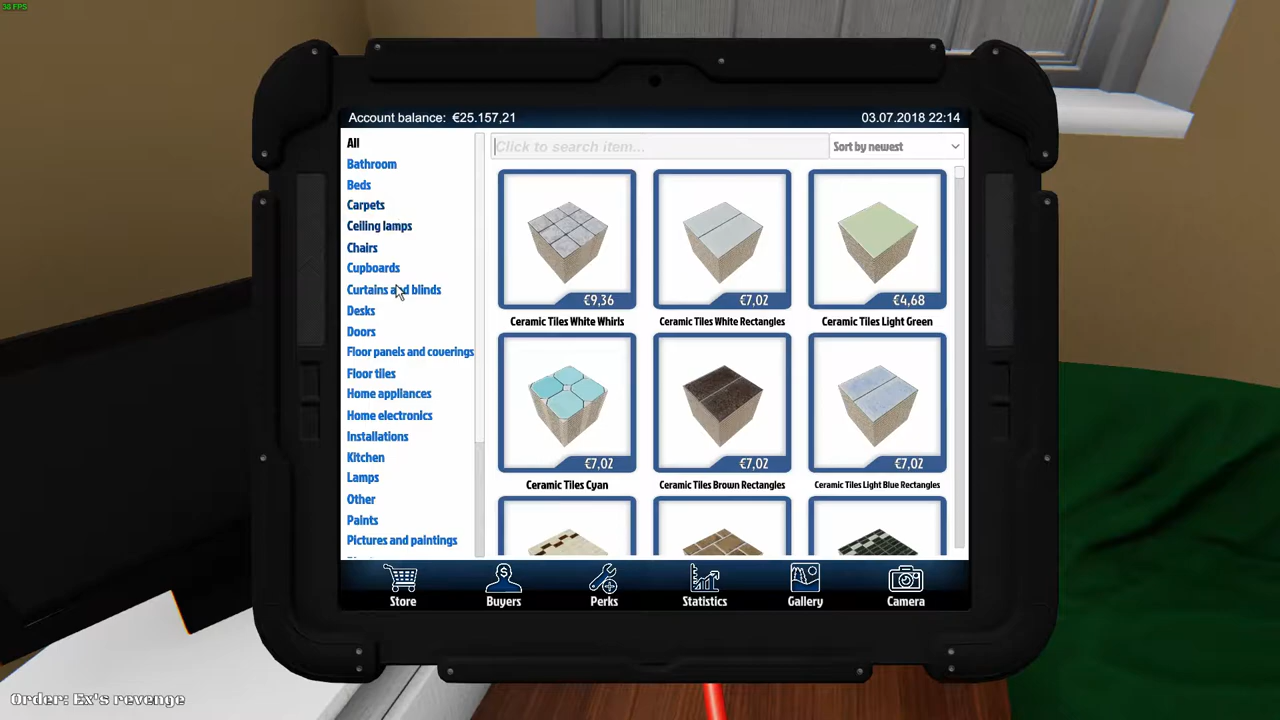 58 FPS
Account balance: €25.157,21
03.07.2018 22:14
All
Bathroom
Beds
Carpets
Ceiling lamps
Chairs
Cupboards
Curtains and blinds
Desks
Doors
Floor panels and coverings
Floor tiles
Home appliances
Home electronics
Installations
Kitchen
Lamps
Other
Paints
Pictures and paintings
Click to search item...
Sort by newest
€9,36
€7,02
€4,68
Ceramic Tiles White Whirls
Ceramic Tiles White Rectangles
Ceramic Tiles Light Green
€7,02
€7,02
€7,02
Ceramic Tiles Cyan
Ceramic Tiles Brown Rectangles
Ceramic Tiles Light Blue Rectangles
Store
Buyers
Perks
Statistics
Gallery
Camera
Order: Ex's revenge